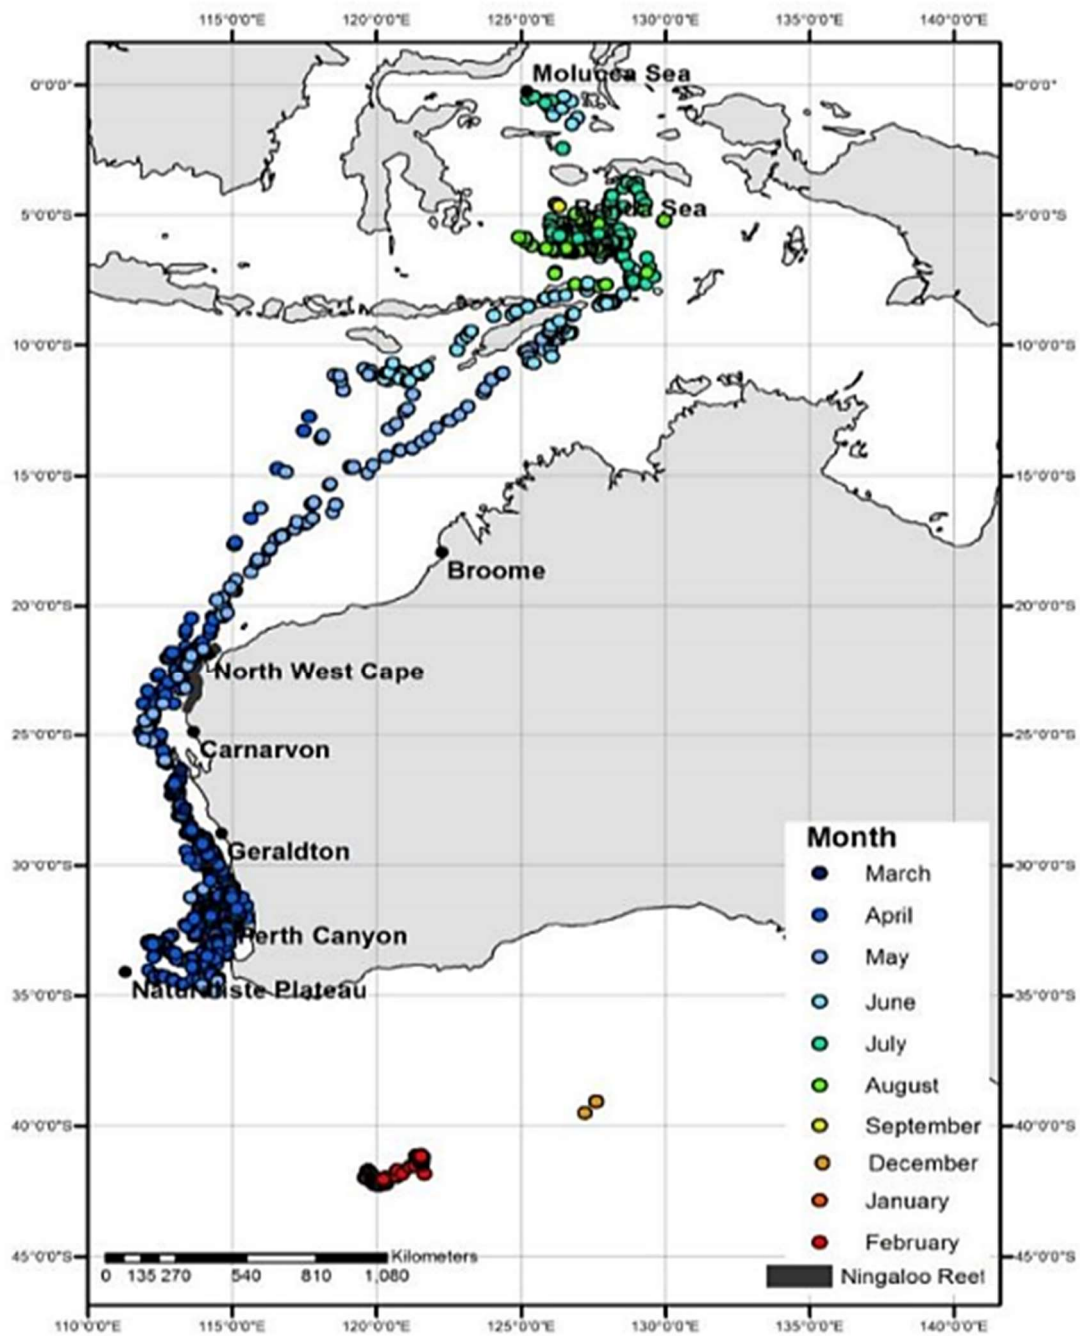 115°0'0"E 120°0'0"E 125°0'0"E 130°0'0"E 135°0'0"E 140°0'0"E
Molucca Sea
0°0'0" 0°0'0"
5°0'0"S Banda Sea 5°0'0"S
10°0'0"S 10°0'0"S
15°0'0"S 15°0'0"S
Broome
20°0'0"S 20°0'0"S
North West Cape
25°0'0"S 25°0'0"S
Carnarvon
Geraldton
30°0'0"S 30°0'0"S
Perth Canyon
Naturaliste Plateau
35°0'0"S 35°0'0"S
40°0'0"S 40°0'0"S
45°0'0"S 45°0'0"S
Month
March
April
May
June
July
August
September
December
January
February
Ningaloo Reef
Kilometers
0 135 270 540 810 1,080
110°0'0"E 115°0'0"E 120°0'0"E 125°0'0"E 130°0'0"E 135°0'0"E 140°0'0"E